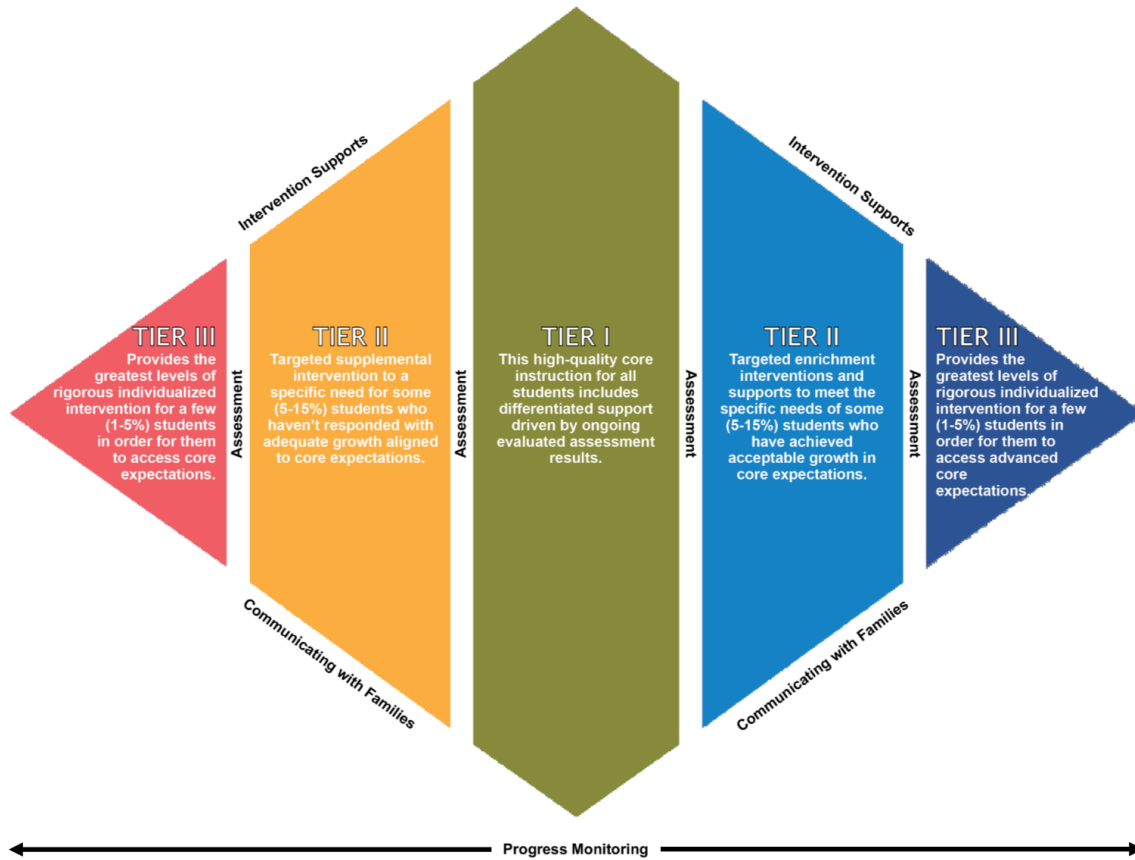 Intervention Supports
Intervention Supports
TIER III
Provides the
greatest levels of
rigorous individualized
intervention for a few
(1-5%) students
in order for them
to access core
expectations.
Assessment
TIER II
Targeted supplemental
intervention to a
specific need for some
(5-15%) students who
haven't responded with
adequate growth aligned
to core expectations.
Assessment
TIER I
This high-quality core
instruction for all
students includes
differentiated support
driven by ongoing
evaluated assessment
results.
Assessment
TIER II
Targeted enrichment
interventions and
supports to meet the
specific needs of some
(5-15%) students who
have achieved
acceptable growth in
core expectations.
Assessment
TIER III
Provides the
greatest levels of
rigorous individualized
intervention for a few
(1-5%) students in
order for them to
access advanced
core
expectations.
Communicating with Families
Communicating with Families
Progress Monitoring